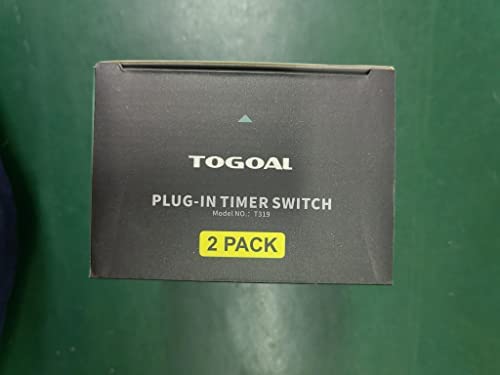 TOGOAL
PLUG-IN TIMER SWITCH
Model NO.: T319
2 PACK